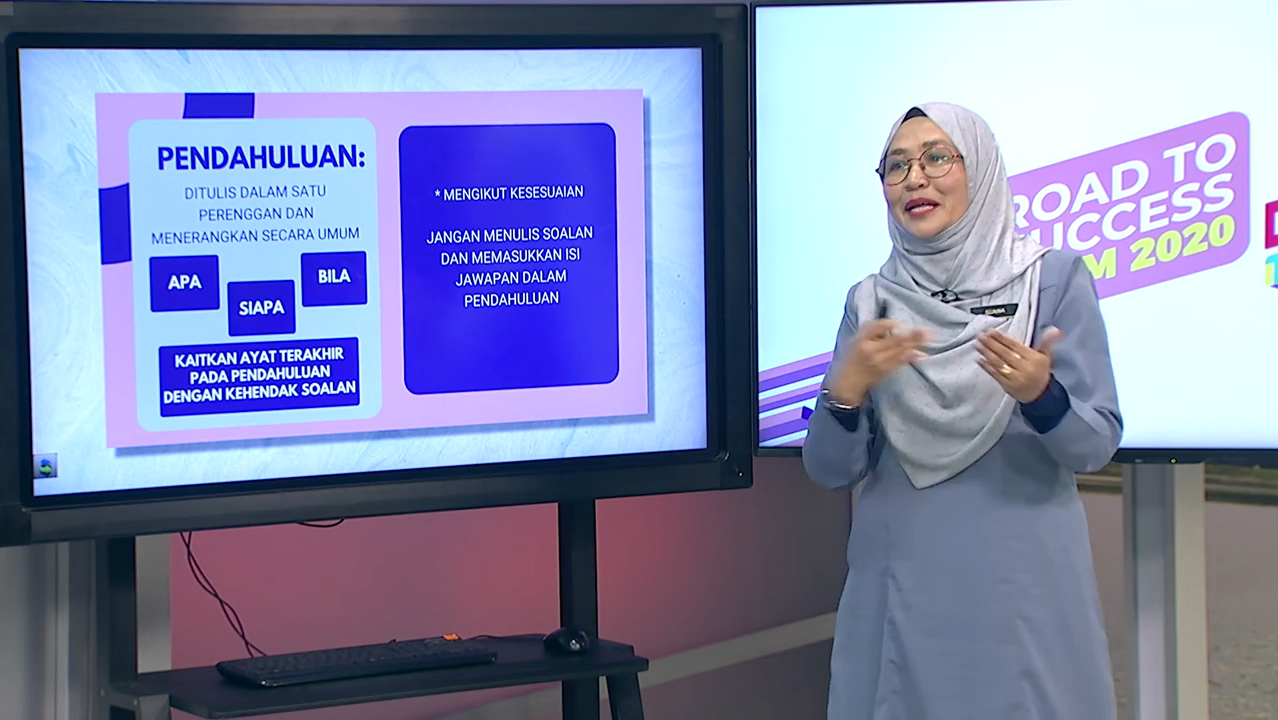 PENDAHULUAN:
DITULIS DALAM SATU
PERENGGAN DAN
MENERANGKAN SECARA UMUM
APA
SIAPA
BILA
KAITKAN AYAT TERAKHIR
PADA PENDAHULUAN
DENGAN KEHENDAK SOALAN
* MENGIKUT KESESUAIAN
JANGAN MENULIS SOALAN
DAN MEMASUKKAN ISI
JAWAPAN DALAM
PENDAHULUAN
ROAD TO
SUCCESS
M 2020